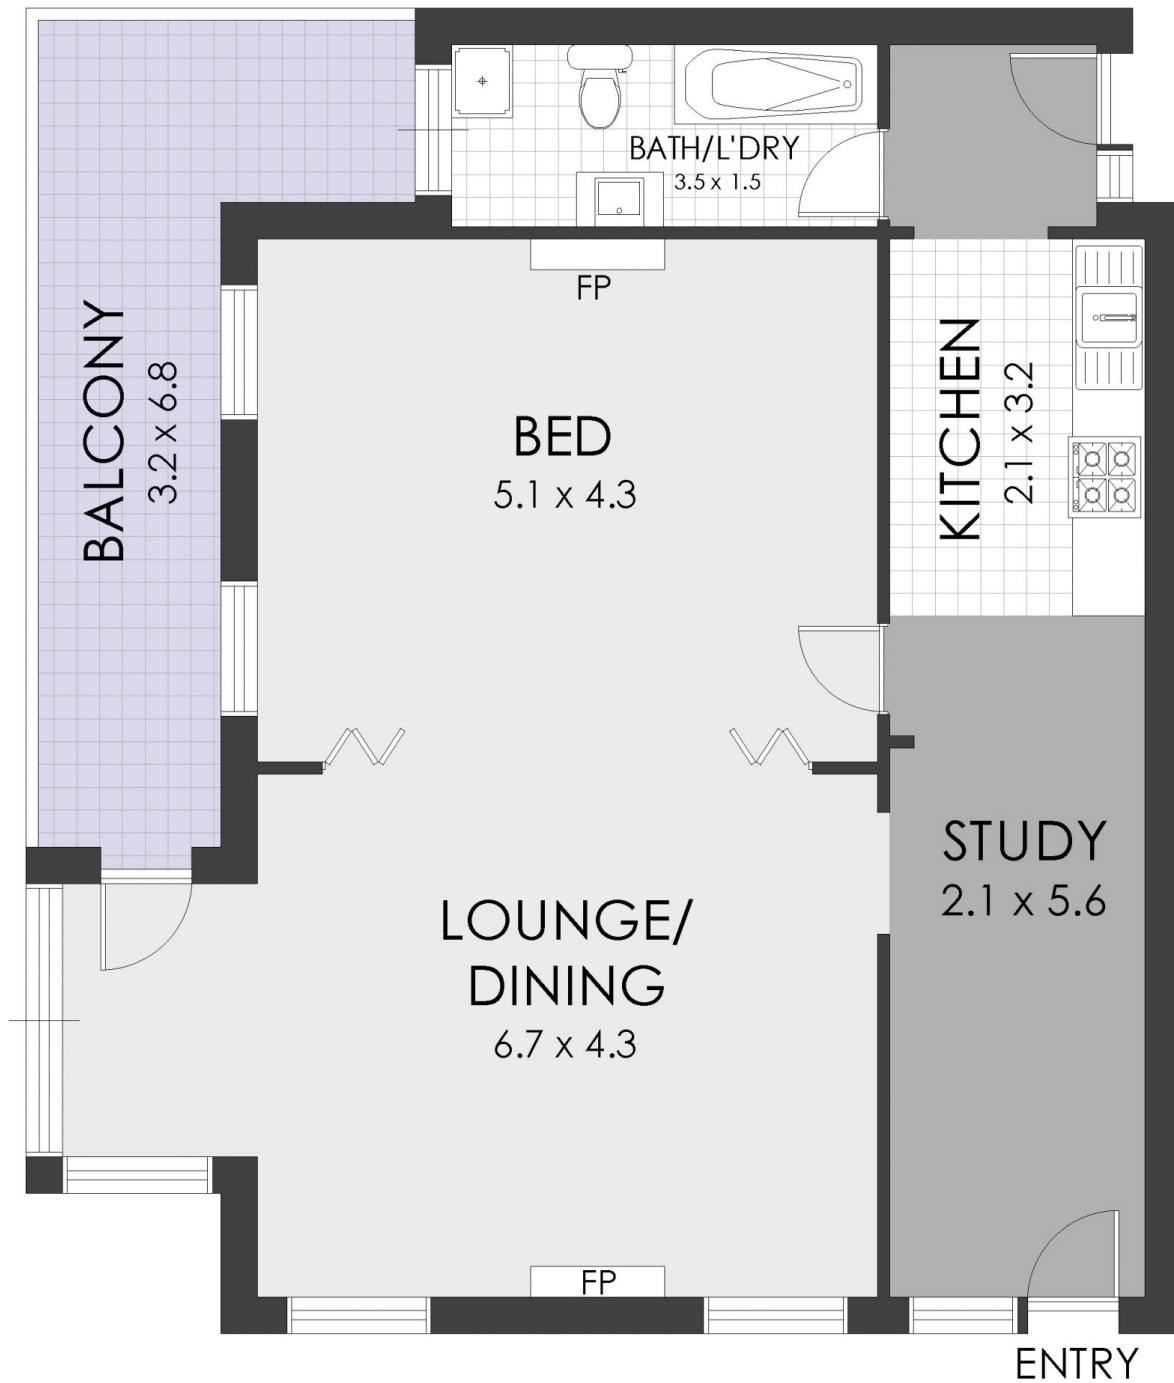 BATH/L'DRY
3.5 x 1.5
FP
BALCONY
3.2 x 6.8
BED
5.1 x 4.3
KITCHEN
2.1 x 3.2
STUDY
2.1 x 5.6
LOUNGE/
DINING
6.7 x 4.3
FP
ENTRY